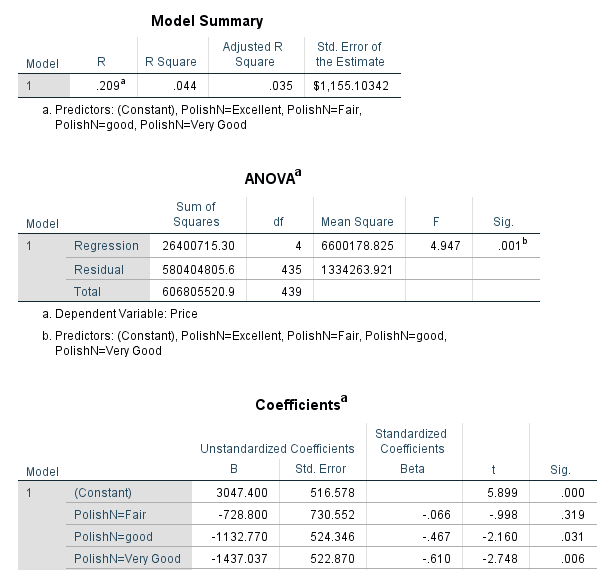 Model Summary
Model R R Square Adjusted R Square Std. Error of the Estimate
1 .209a .044 .035 $1,155.10342
a. Predictors: (Constant), PolishN=Excellent, PolishN=Fair,
PolishN=good, PolishN=Very Good
ANOVAa
Model Sum of Squares df Mean Square F Sig.
1 Regression 26400715.30 4 6600178.825 4.947 .001b
Residual 580404805.6 435 1334263.921
Total 606805520.9 439
a. Dependent Variable: Price
b. Predictors: (Constant), PolishN=Excellent, PolishN=Fair, PolishN=good,
PolishN=Very Good
Coefficientsa
Unstandardized Coefficients Standardized Coefficients
Model B Std. Error Beta t Sig.
1 (Constant) 3047.400 516.578 5.899 .000
PolishN=Fair -728.800 730.552 -.066 -.998 .319
PolishN=good -1132.770 524.346 -.467 -2.160 .031
PolishN=Very Good -1437.037 522.870 -.610 -2.748 .006